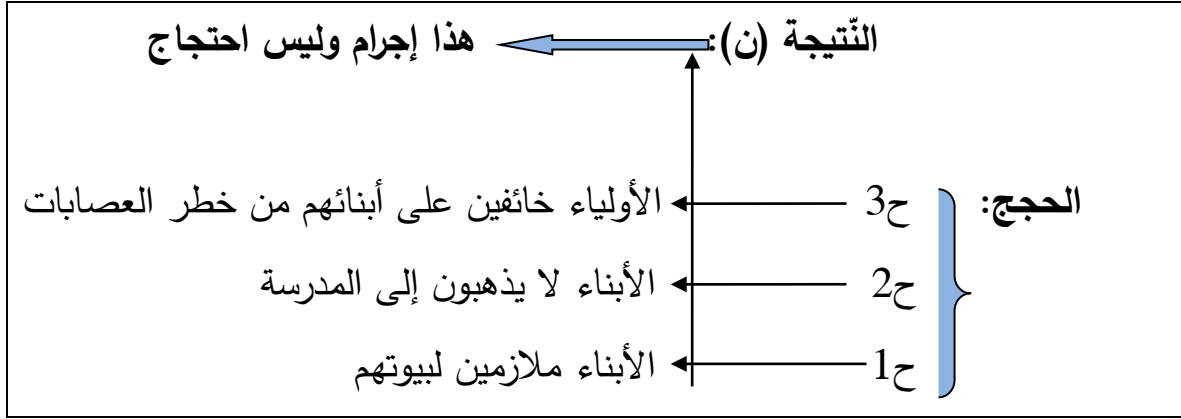 النّتيجة (ن): هذا إجرام وليس احتجاج
الحجج: ح3 الأولياء خائفين على أبنائهم من خطر العصابات
ح2 الأبناء لا يذهبون إلى المدرسة
ح1 الأبناء ملازمين لبيوتهم